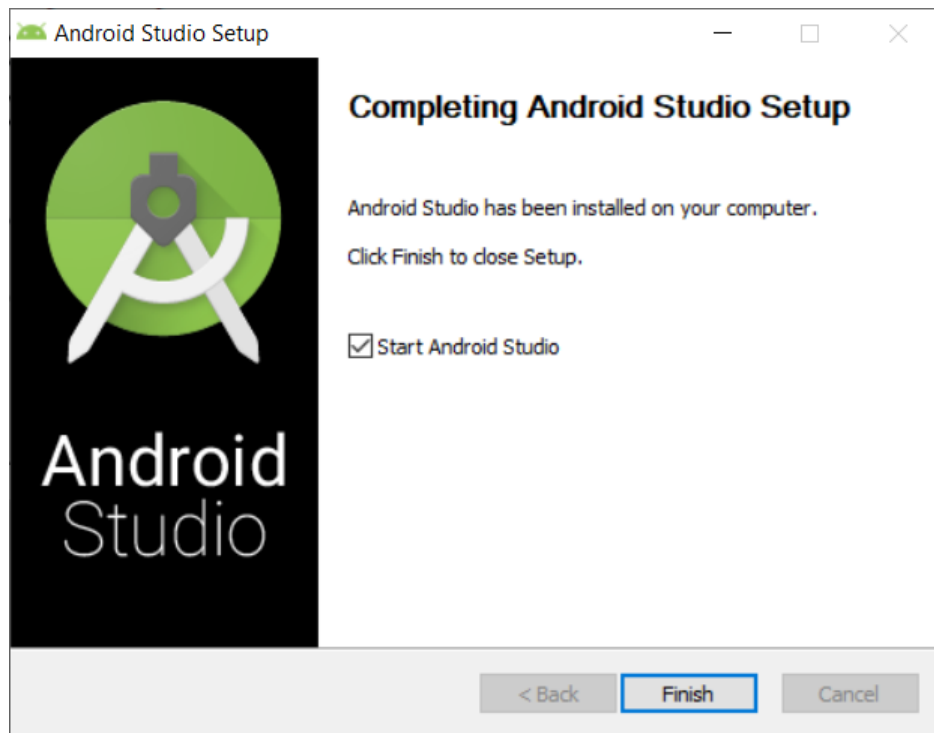 Android Studio Setup
Completing Android Studio Setup
Android Studio has been installed on your computer.
Click Finish to close Setup.
Start Android Studio
Android
Studio
< Back
Finish
Cancel